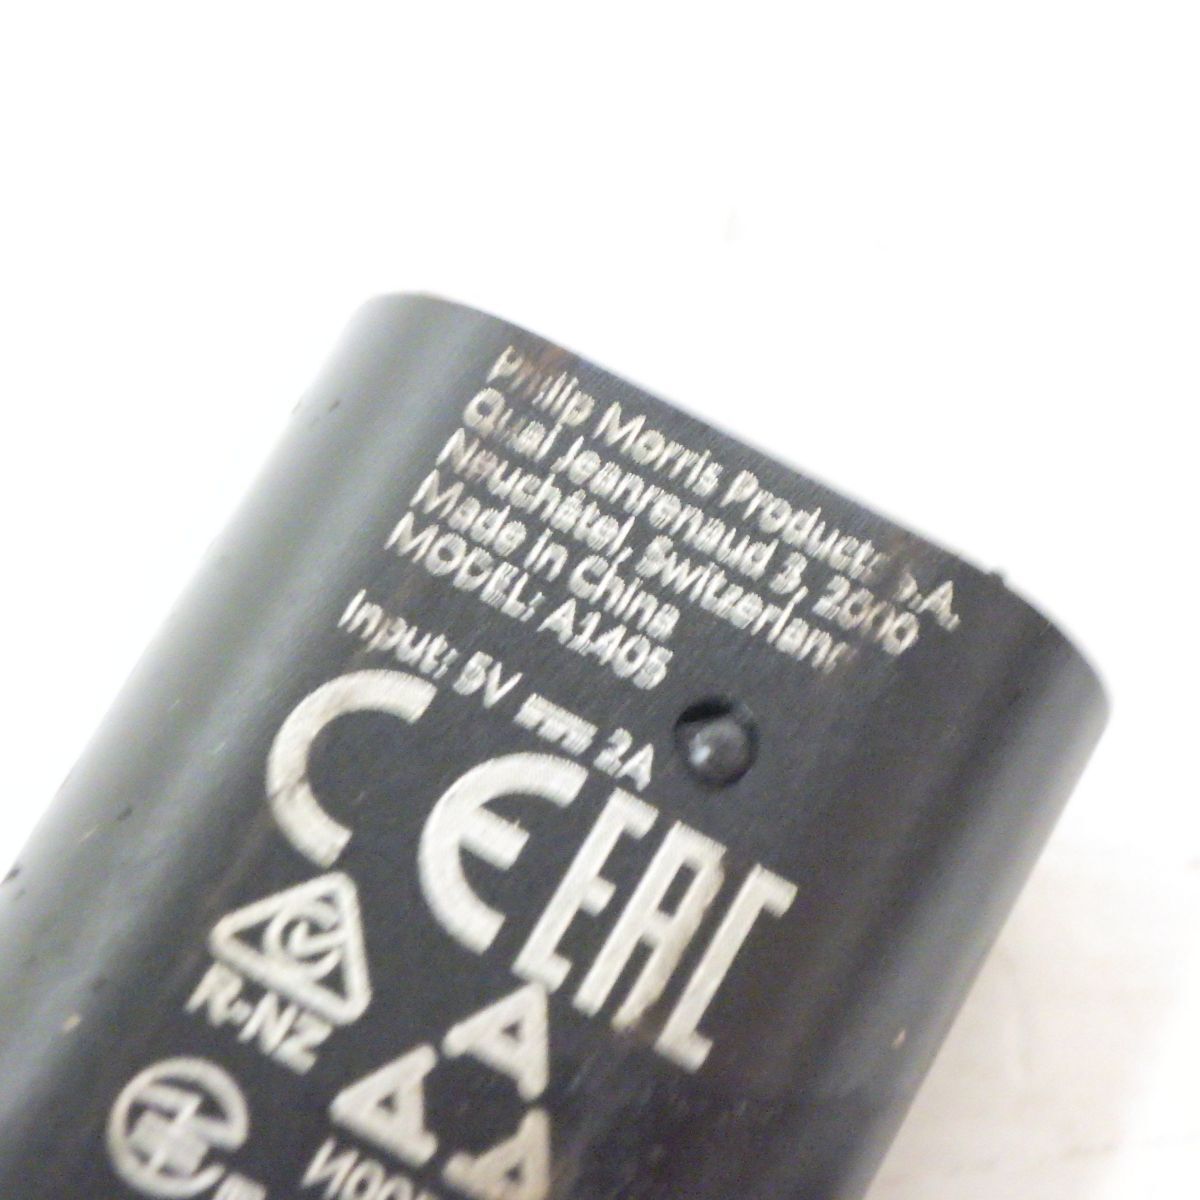 Philip Morris Products S.A.
Quai Jeanrenaud 3, 2000
Neuchâtel, Switzerland
Made in China
MODEL: A1405
Input: 5V 2A
CE
EAC
R-NZ